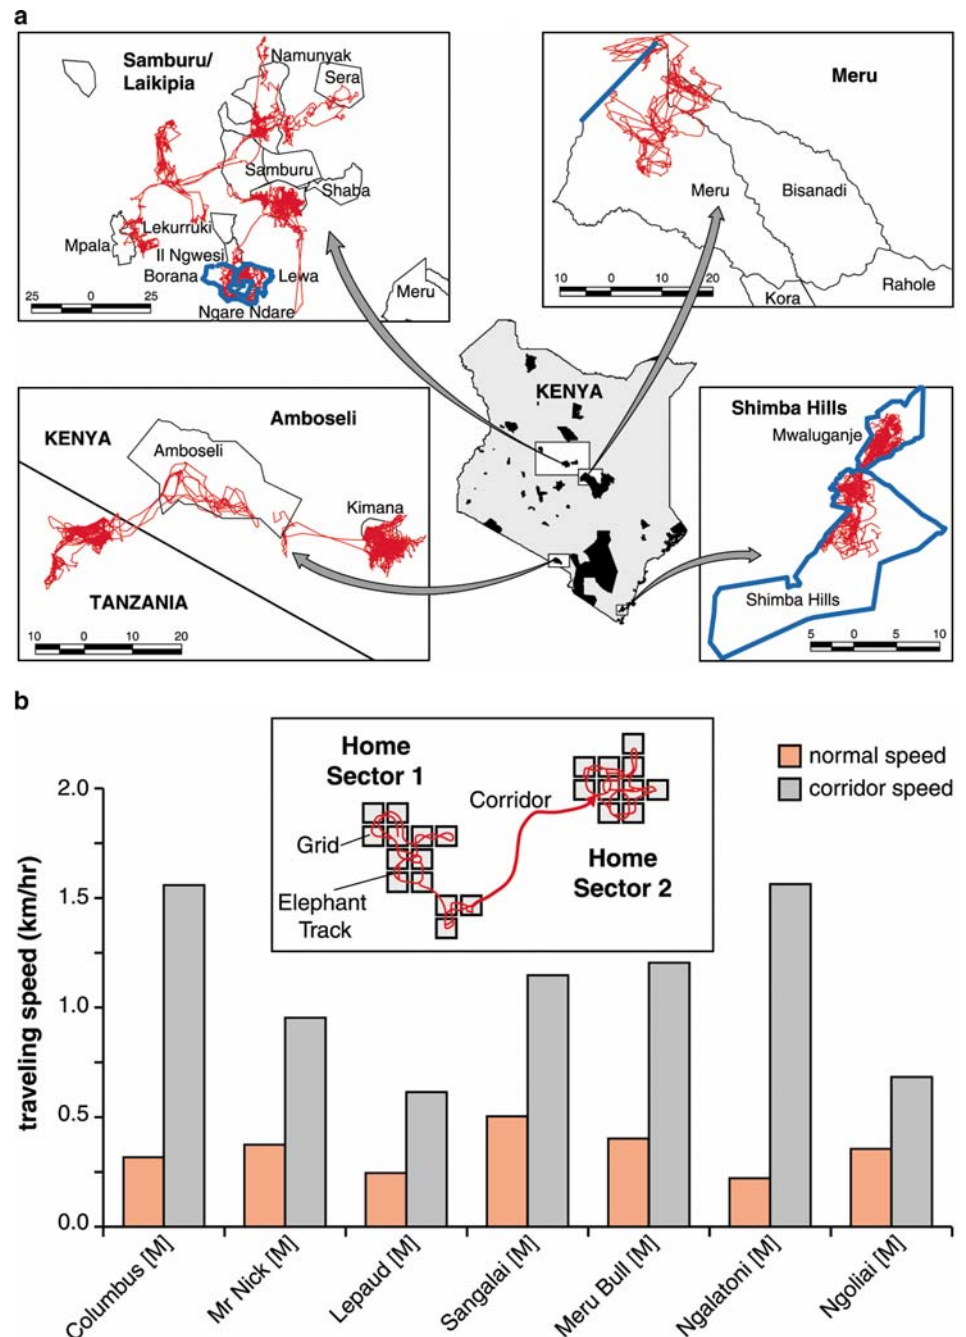 a
Samburu/
Laikipia
Namunyak
Sera
Samburu
Shaba
Mpala
Lekurruki
Il Ngwesi
Borana
Lewa
Ngare Ndare
Meru
25 0 25
Meru
Meru
Bisanadi
Kora
Rahole
10 0 10 20
KENYA
Amboseli
KENYA
Amboseli
Kimana
TANZANIA
10 0 10 20
Shimba Hills
Mwaluganje
Shimba Hills
5 0 5 10
b
Home
Sector 1
Grid
Elephant
Track
Corridor
Home
Sector 2
normal speed
corridor speed
traveling speed (km/hr)
2.0
1.5
1.0
0.5
0.0
Columbus [M]
Mr Nick [M]
Lepaud [M]
Sangalai [M]
Meru Bull [M]
Ngalatoni [M]
Ngoliai [M]